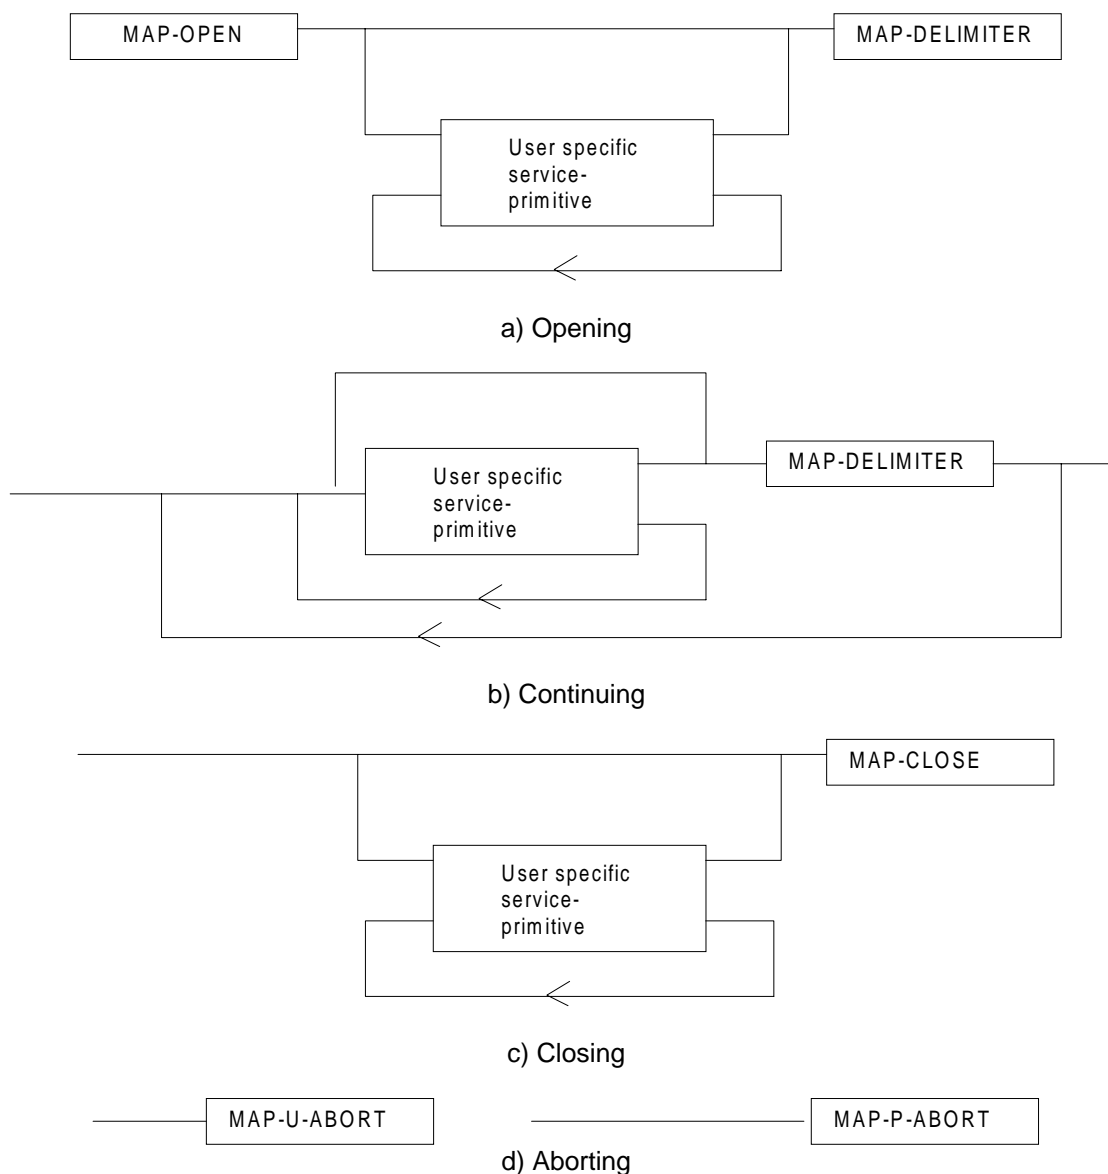 MAP-OPEN
MAP-DELIMITER
User specific
service-
primitive
a) Opening
User specific
service-
primitive
MAP-DELIMITER
b) Continuing
MAP-CLOSE
User specific
service-
primitive
c) Closing
MAP-U-ABORT
MAP-P-ABORT
d) Aborting